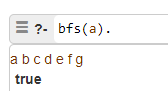 ?- bfs(a).
a b c d e f g
true